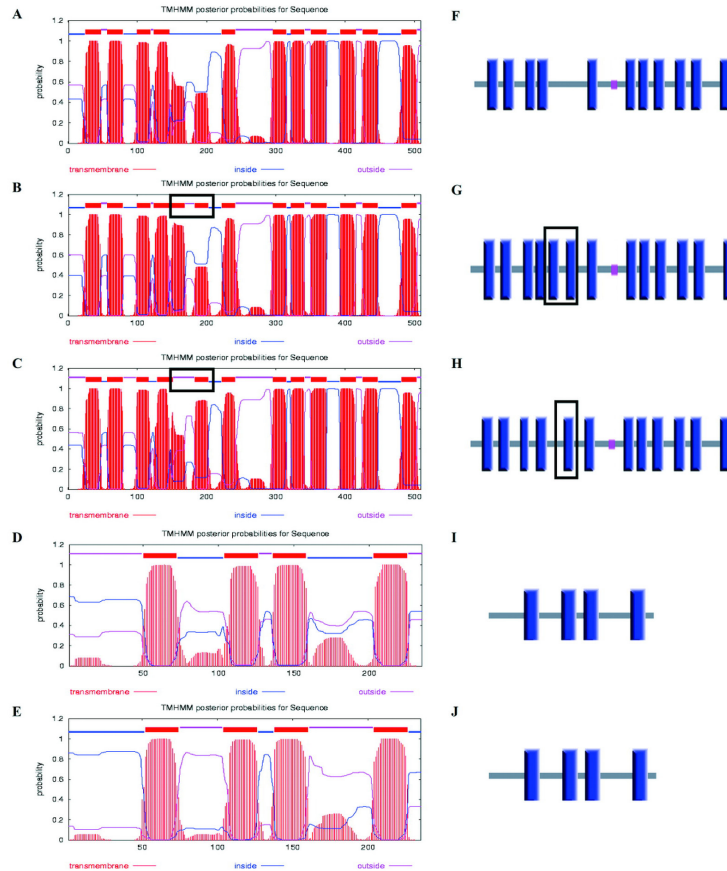 A
TMHMM posterior probabilities for Sequence
F
probability
1.2
1
0.8
0.6
0.4
0.2
0
0 100 200 300 400 500
transmembrane inside outside
B
TMHMM posterior probabilities for Sequence
G
probability
1.2
1
0.8
0.6
0.4
0.2
0
0 100 200 300 400 500
transmembrane inside outside
C
TMHMM posterior probabilities for Sequence
H
probability
1.2
1
0.8
0.6
0.4
0.2
0
0 100 200 300 400 500
transmembrane inside outside
D
TMHMM posterior probabilities for Sequence
I
probability
1.2
1
0.8
0.6
0.4
0.2
0
50 100 150 200
transmembrane inside outside
E
TMHMM posterior probabilities for Sequence
J
probability
1.2
1
0.8
0.6
0.4
0.2
0
50 100 150 200
transmembrane inside outside